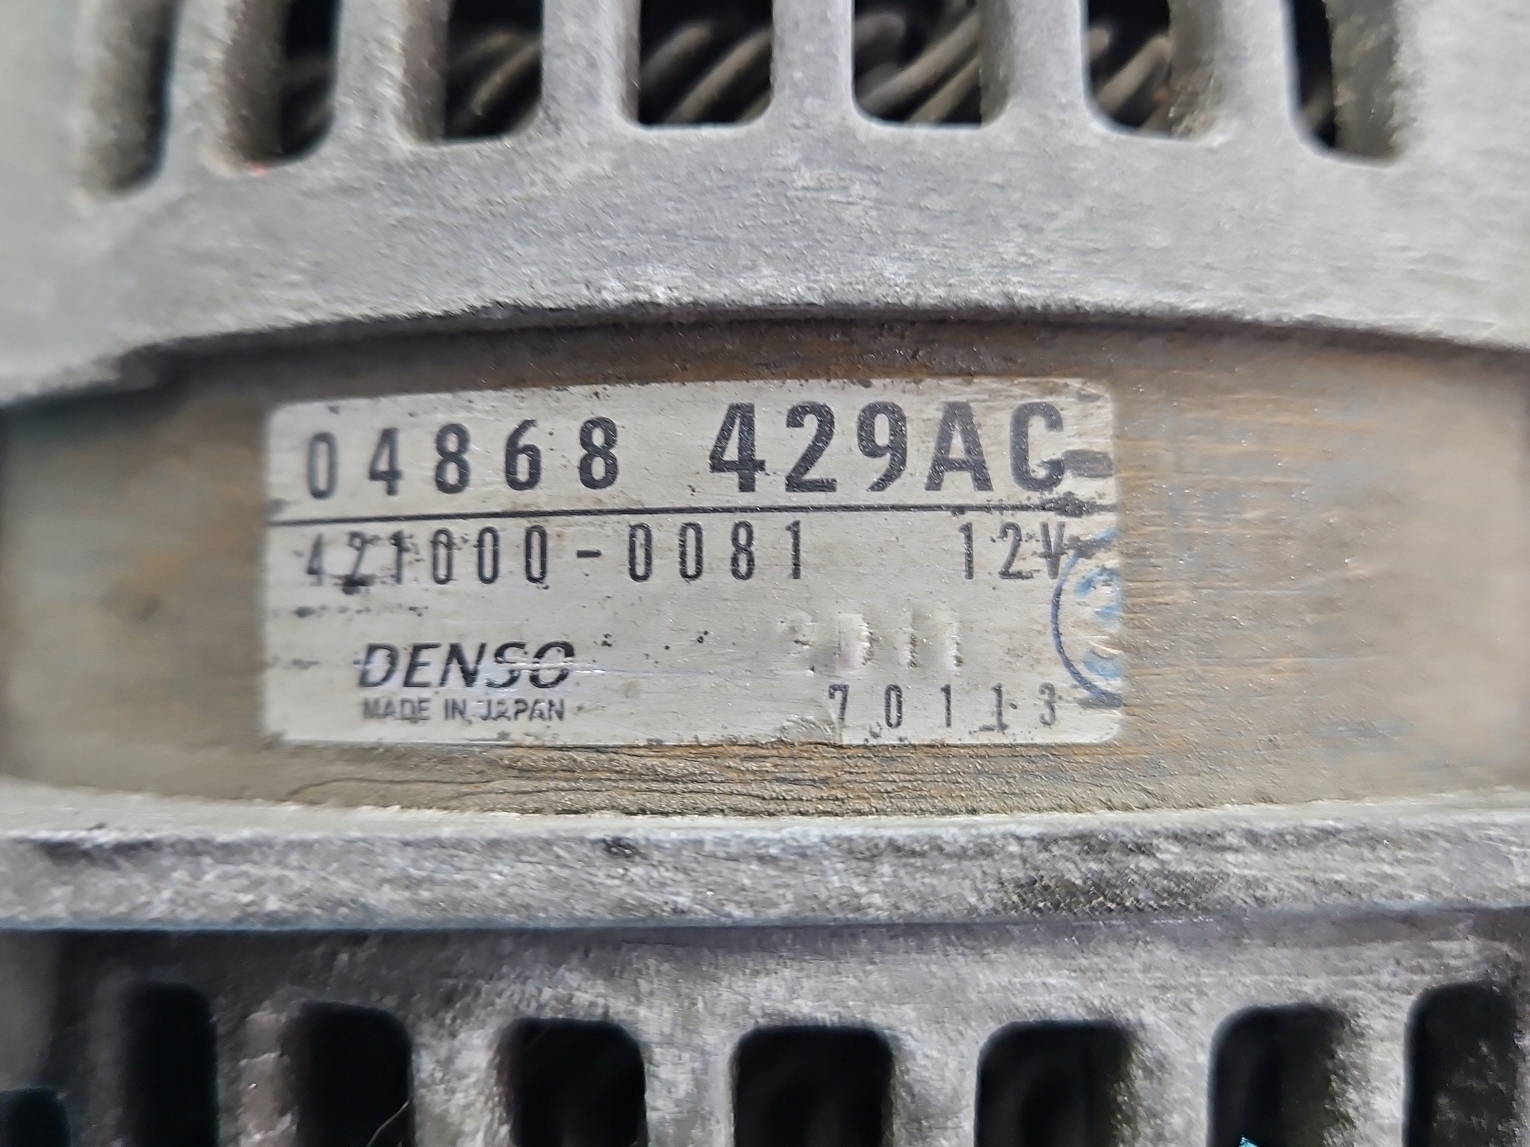 04868 429AC
421000-0081 12V
DENSO
MADE IN JAPAN
70113